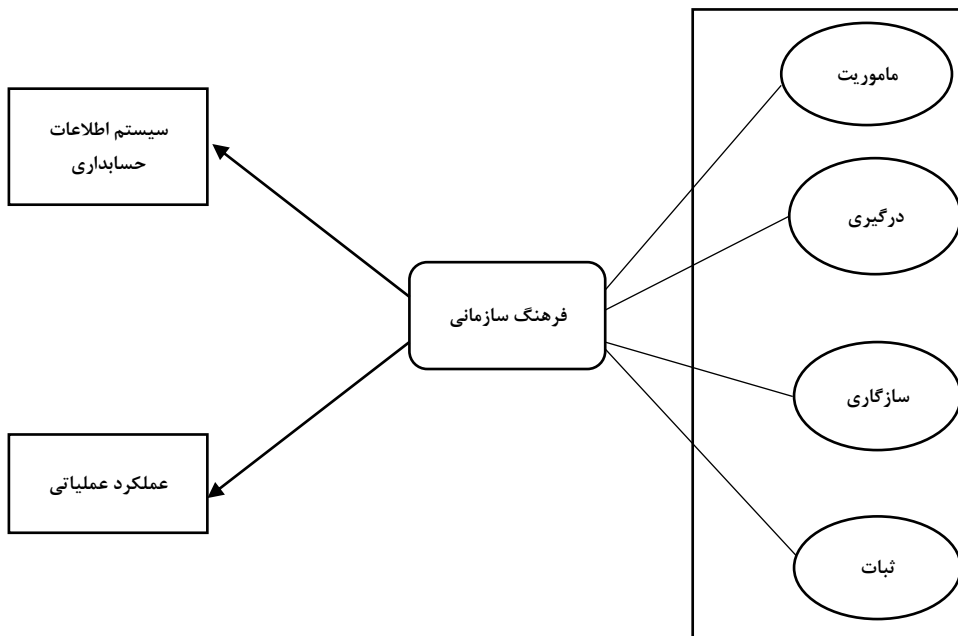 ماموریت
درگیری
سازگاری
ثبات
فرهنگ سازمانی
سیستم اطلاعات
حسابداری
عملکرد عملیاتی